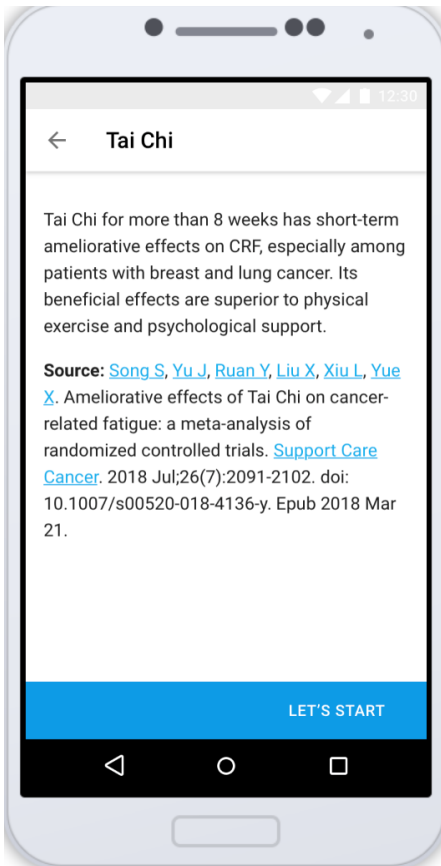 12:30
Tai Chi
Tai Chi for more than 8 weeks has short-term
ameliorative effects on CRF, especially among
patients with breast and lung cancer. Its
beneficial effects are superior to physical
exercise and psychological support.
Source: Song S, Yu J, Ruan Y, Liu X, Xiu L, Yue
X. Ameliorative effects of Tai Chi on cancer-
related fatigue: a meta-analysis of
randomized controlled trials. Support Care
Cancer. 2018 Jul;26(7):2091-2102. doi:
10.1007/s00520-018-4136-y. Epub 2018 Mar
21.
LET'S START